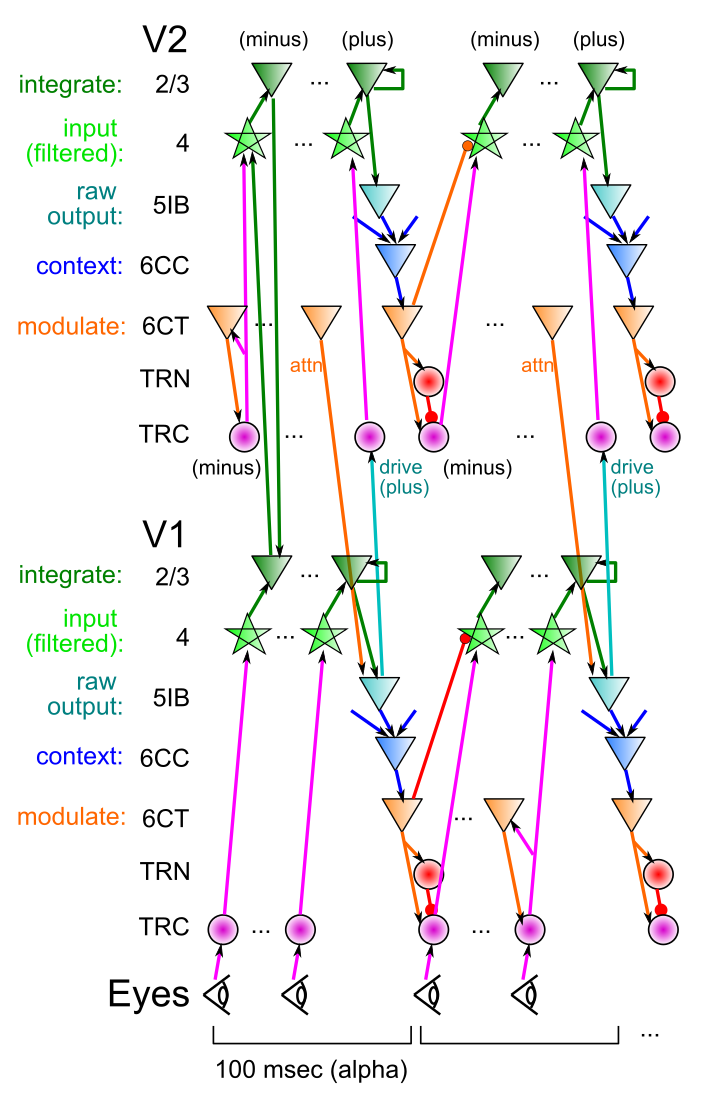 V2
(minus) (plus) (minus) (plus)
integrate: 2/3 ... ...
input
(filtered): 4 ... ...
raw
output: 5IB
context: 6CC
modulate: 6CT ... ...
attn attn
TRN
TRC ... ...
(minus) drive (minus) drive
(plus) (plus)
V1
integrate: 2/3 ... ...
input
(filtered): 4 ... ...
raw
output: 5IB
context: 6CC
modulate: 6CT ...
TRN
TRC ... ...
Eyes
...
100 msec (alpha)